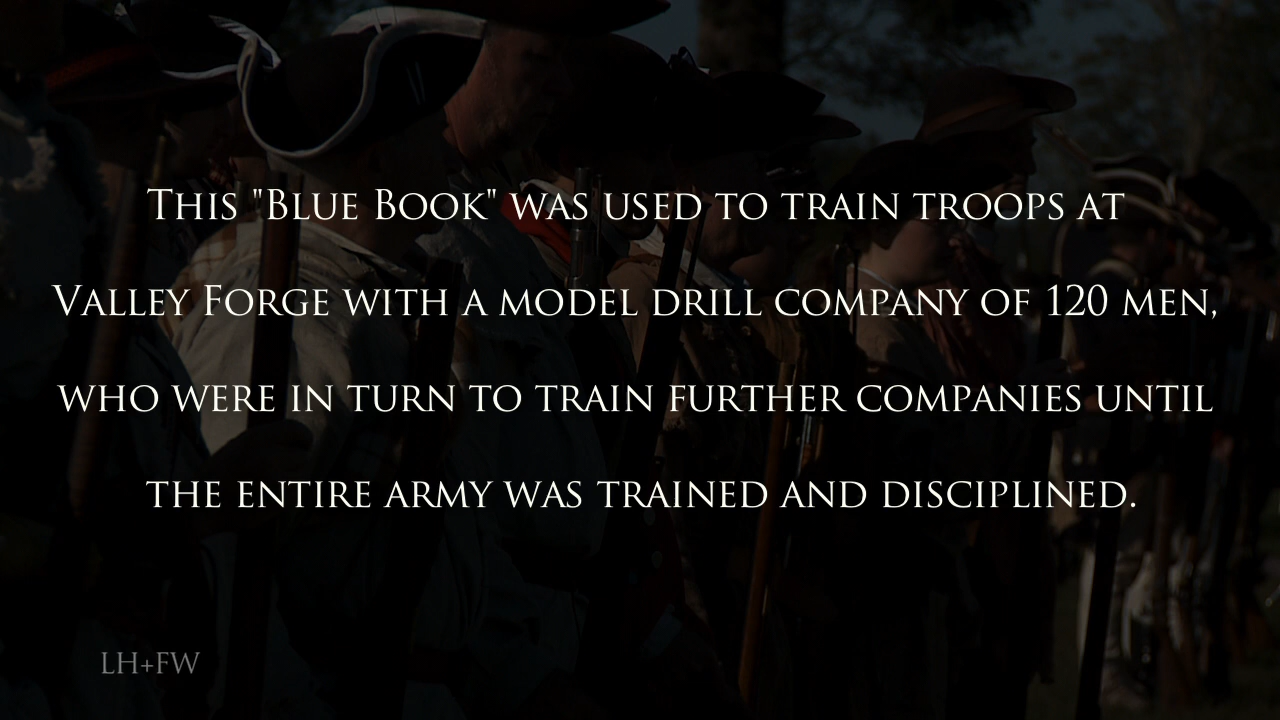 This "Blue Book" was used to train troops at
Valley Forge with a model drill company of 120 men,
who were in turn to train further companies until
the entire army was trained and disciplined.
LH+FW